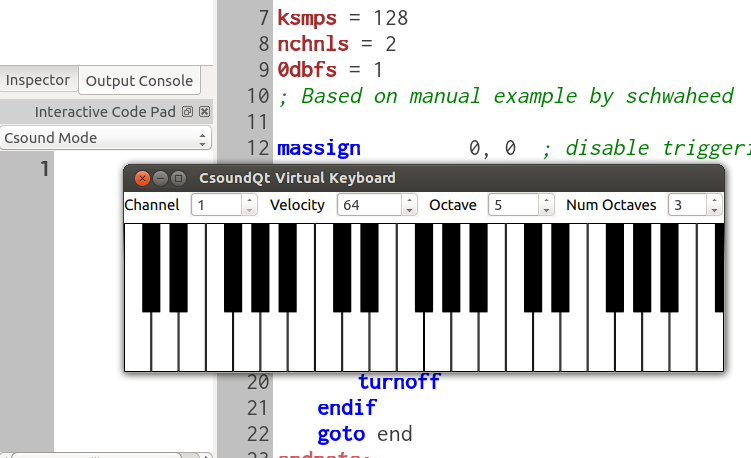 7 ksmps = 128
8 nchnls = 2
9 0dbfs = 1
10 ; Based on manual example by schwaheed
11
12 massign 0, 0 ; disable triggeri
Inspector Output Console
Interactive Code Pad
Csound Mode
1
CsoundQt Virtual Keyboard
Channel 1 Velocity 64 Octave 5 Num Octaves 3
20 turnoff
21 endif
22 goto end
23